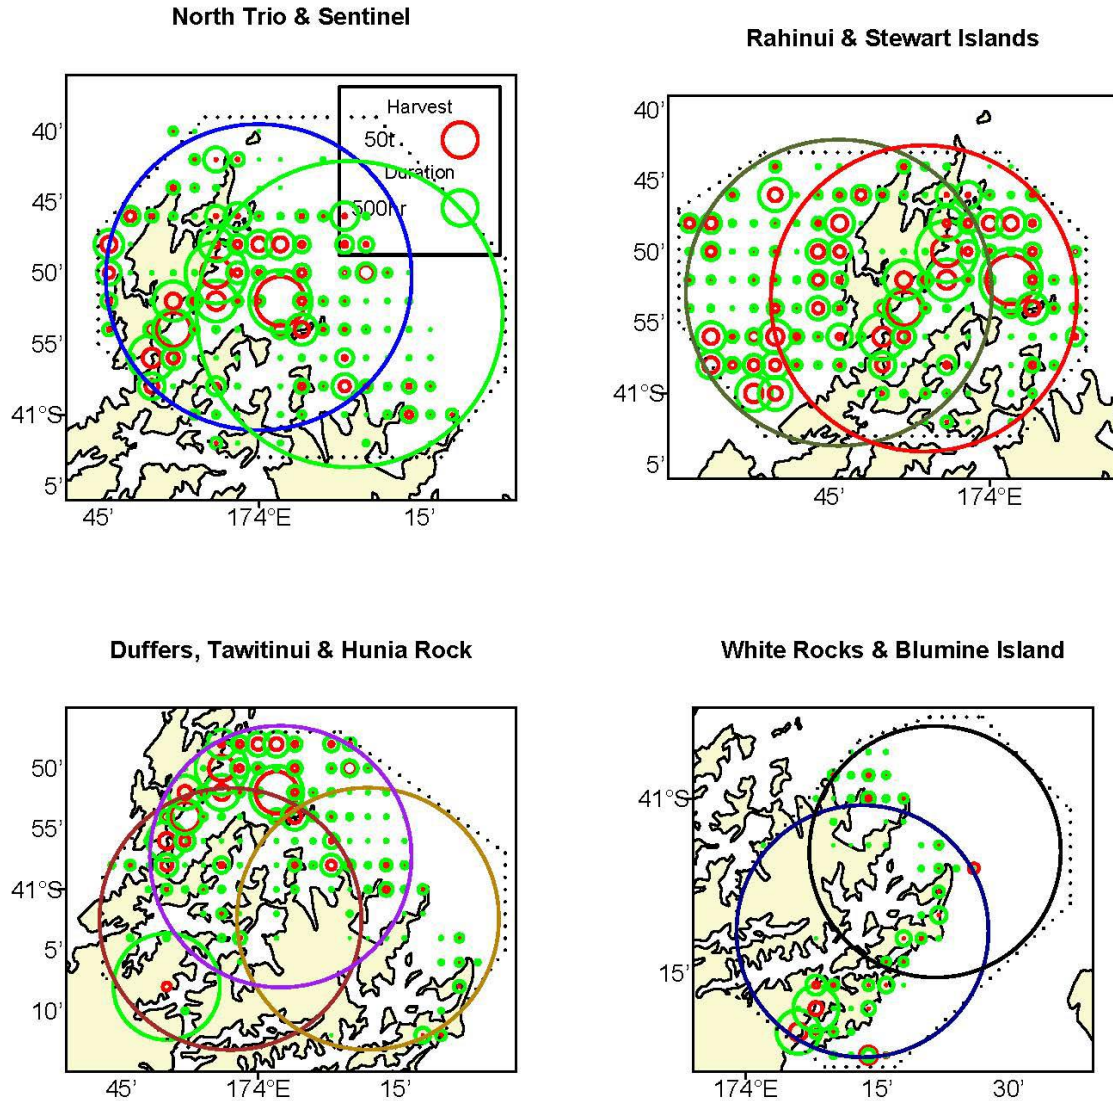 North Trio & Sentinel
Harvest
50t
Duration
500hr
40'
45'
50'
55'
41°S
5'
45'
174°E
15'
Rahinui & Stewart Islands
40'
45'
50'
55'
41°S
5'
45'
174°E
Duffers, Tawitinui & Hunia Rock
50'
55'
41°S
5'
10'
45'
174°E
15'
White Rocks & Blumine Island
41°S
15'
174°E
15'
30'